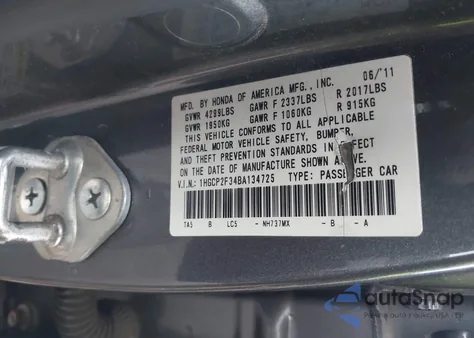 MFD. BY HONDA OF AMERICA MFG., INC. 06/'11
GVWR 4299LBS GAWR F 2337LBS R 2017LBS
GVWR 1950KG GAWR F 1060KG R 915KG
THIS VEHICLE CONFORMS TO ALL APPLICABLE
FEDERAL MOTOR VEHICLE SAFETY, BUMPER,
AND THEFT PREVENTION STANDARDS IN EFFECT
ON THE DATE OF MANUFACTURE SHOWN ABOVE.
V.I.N.: 1HGCP2F34BA134725 TYPE: PASSENGER CAR
TA5 B LC5 - NH737MX - B - A
autoSnap